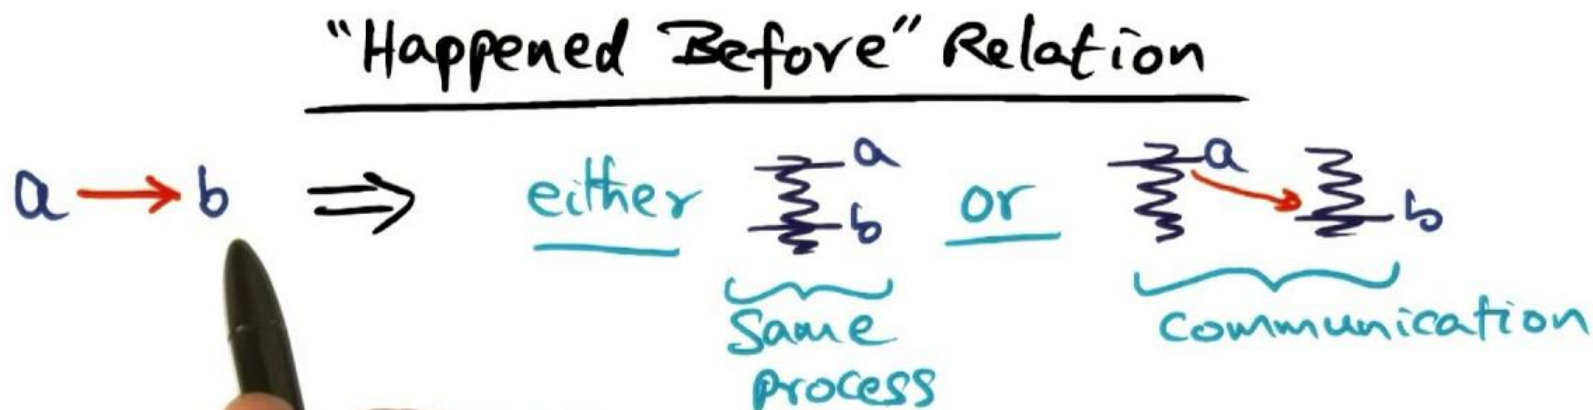 "Happened Before" Relation
a → b ⇒ either a b or a b
Same process
communication